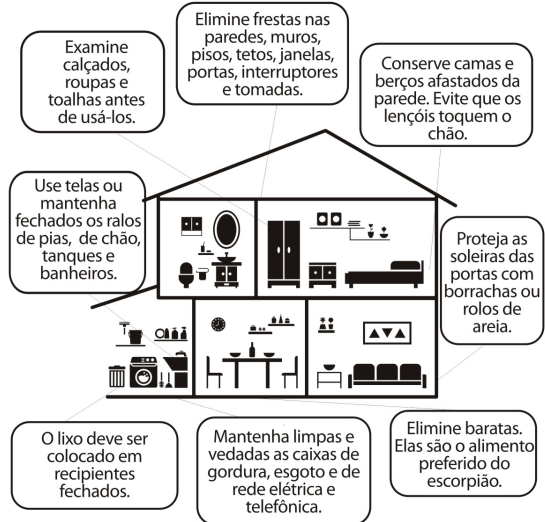 Examine
calçados,
roupas e
toalhas antes
de usá-los.
Elimine frestas nas
paredes, muros,
pisos, tetos, janelas,
portas, interruptores
e tomadas.
Conserve camas e
berços afastados da
parede. Evite que os
lençóis toquem o
chão.
Use telas ou
mantenha
fechados os ralos
de pias, de chão,
tanques e
banheiros.
Proteja as
soleiras das
portas com
borrachas ou
rolos de
areia.
O lixo deve ser
colocado em
recipientes
fechados.
Mantenha limpas e
vedadas as caixas de
gordura, esgoto e de
rede elétrica e
telefônica.
Elimine baratas.
Elas são o alimento
preferido do
escorpião.